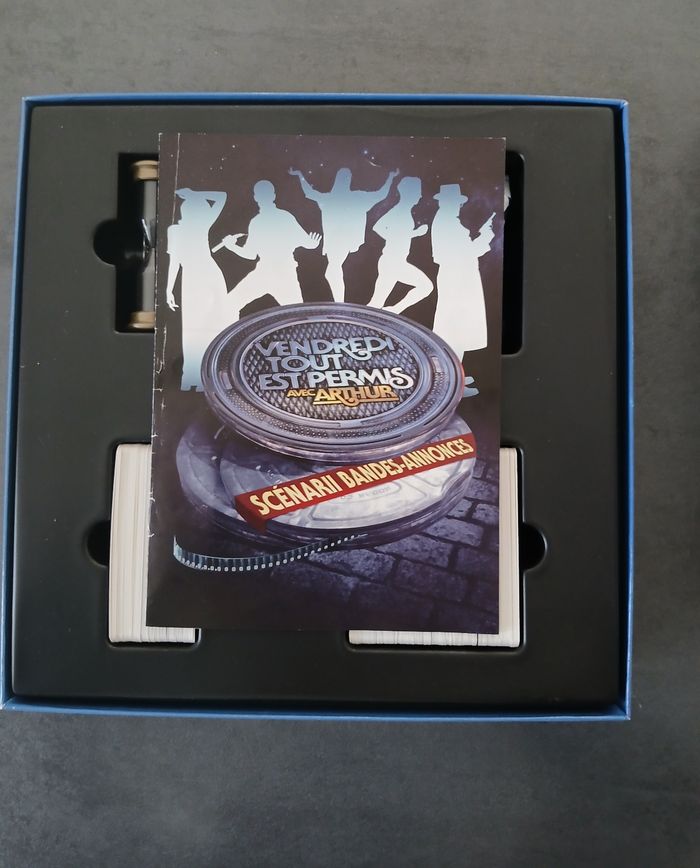 VENDREDI
TOUT
EST PERMIS
AVEC ARTHUR
SCÉNARII BANDES-ANNONCES